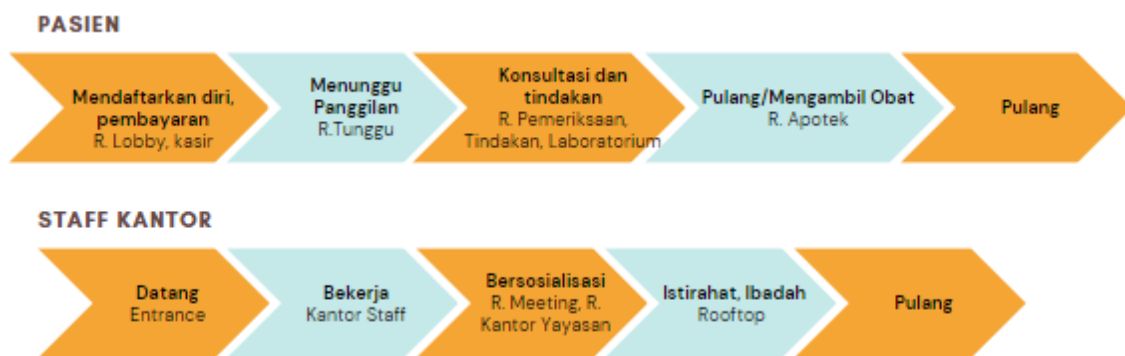 PASIEN
Mendaftarkan diri,
pembayaran
R. Lobby, kasir
Menunggu
Panggilan
R.Tunggu
Konsultasi dan
tindakan
R. Pemeriksaan,
Tindakan, Laboratorium
Pulang/Mengambil Obat
R. Apotek
Pulang
STAFF KANTOR
Datang
Entrance
Bekerja
Kantor Staff
Bersosialisasi
R. Meeting, R.
Kantor Yayasan
Istirahat, Ibadah
Rooftop
Pulang